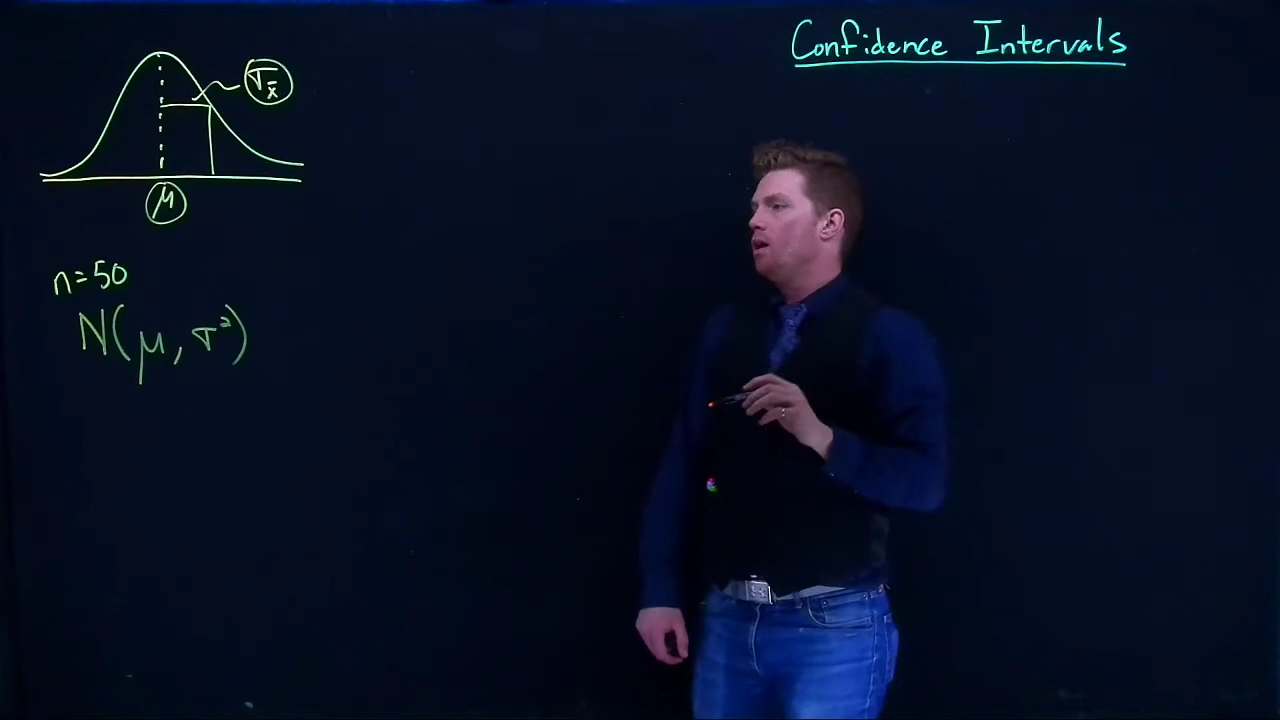 Confidence Intervals
σx̄
μ
n=50
N(μ, σ²)